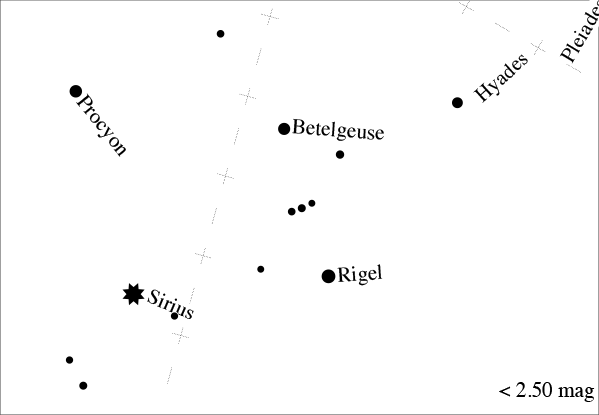 Pleiades
Hyades
Procyon
Betelgeuse
Rigel
Sirius
< 2.50 mag